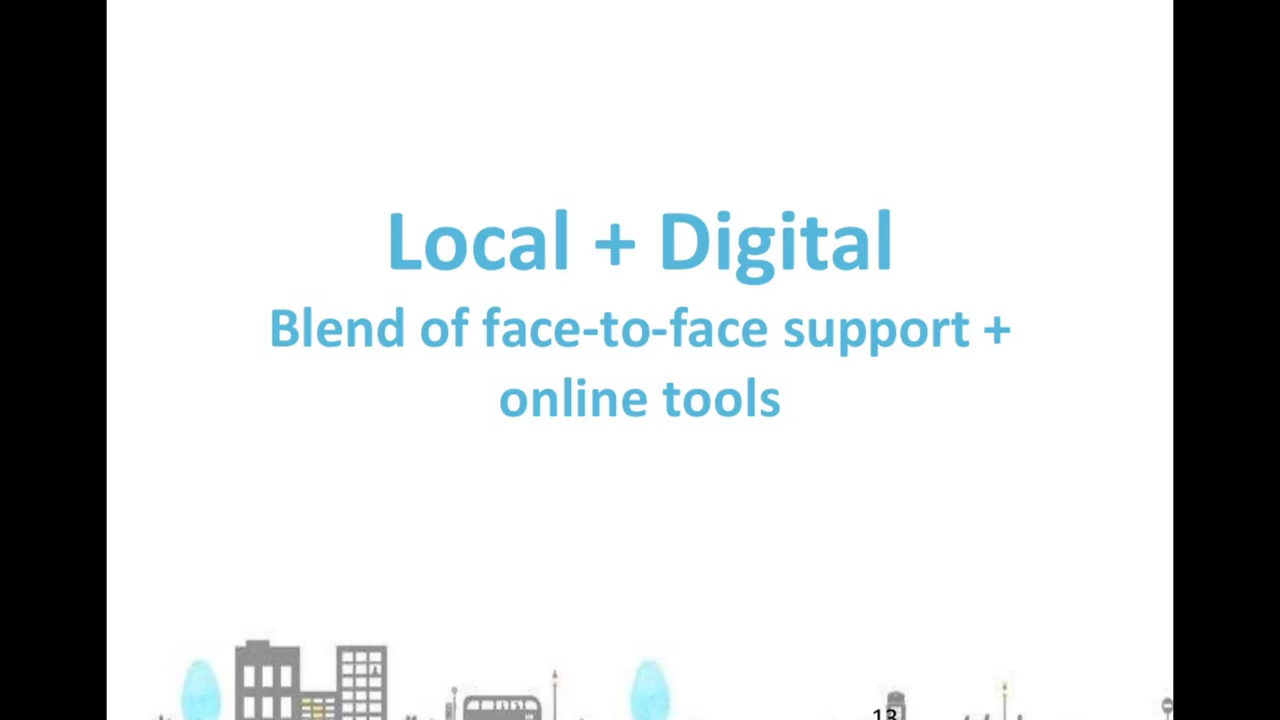 Local + Digital
Blend of face-to-face support +
online tools
13